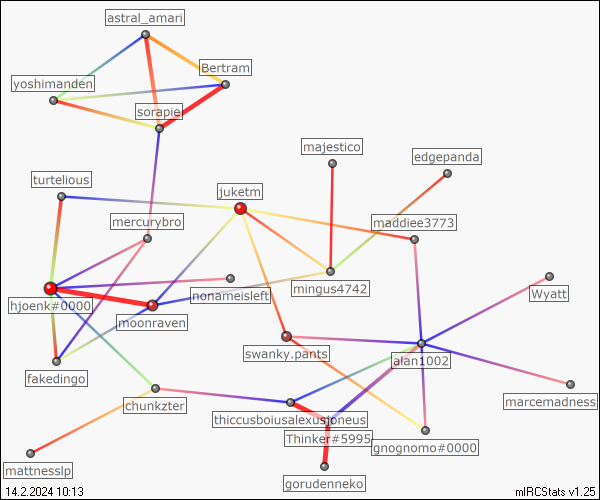 astral_amari
Bertram
yoshimanden
sorapie
majestico
edgepanda
turtelious
juketm
mercurybro
maddiee3773
hjoenk#0000
nonameisleft
mingus4742
Wyatt
moonraven
swanky.pants
alan1002
fakedingo
chunkzter
marcemadness
thiccusboiusalexusjoneus
Thinker#5995
gnognomo#0000
mattnesslp
gorudenneko
14.2.2024 10:13
mIRCStats v1.25